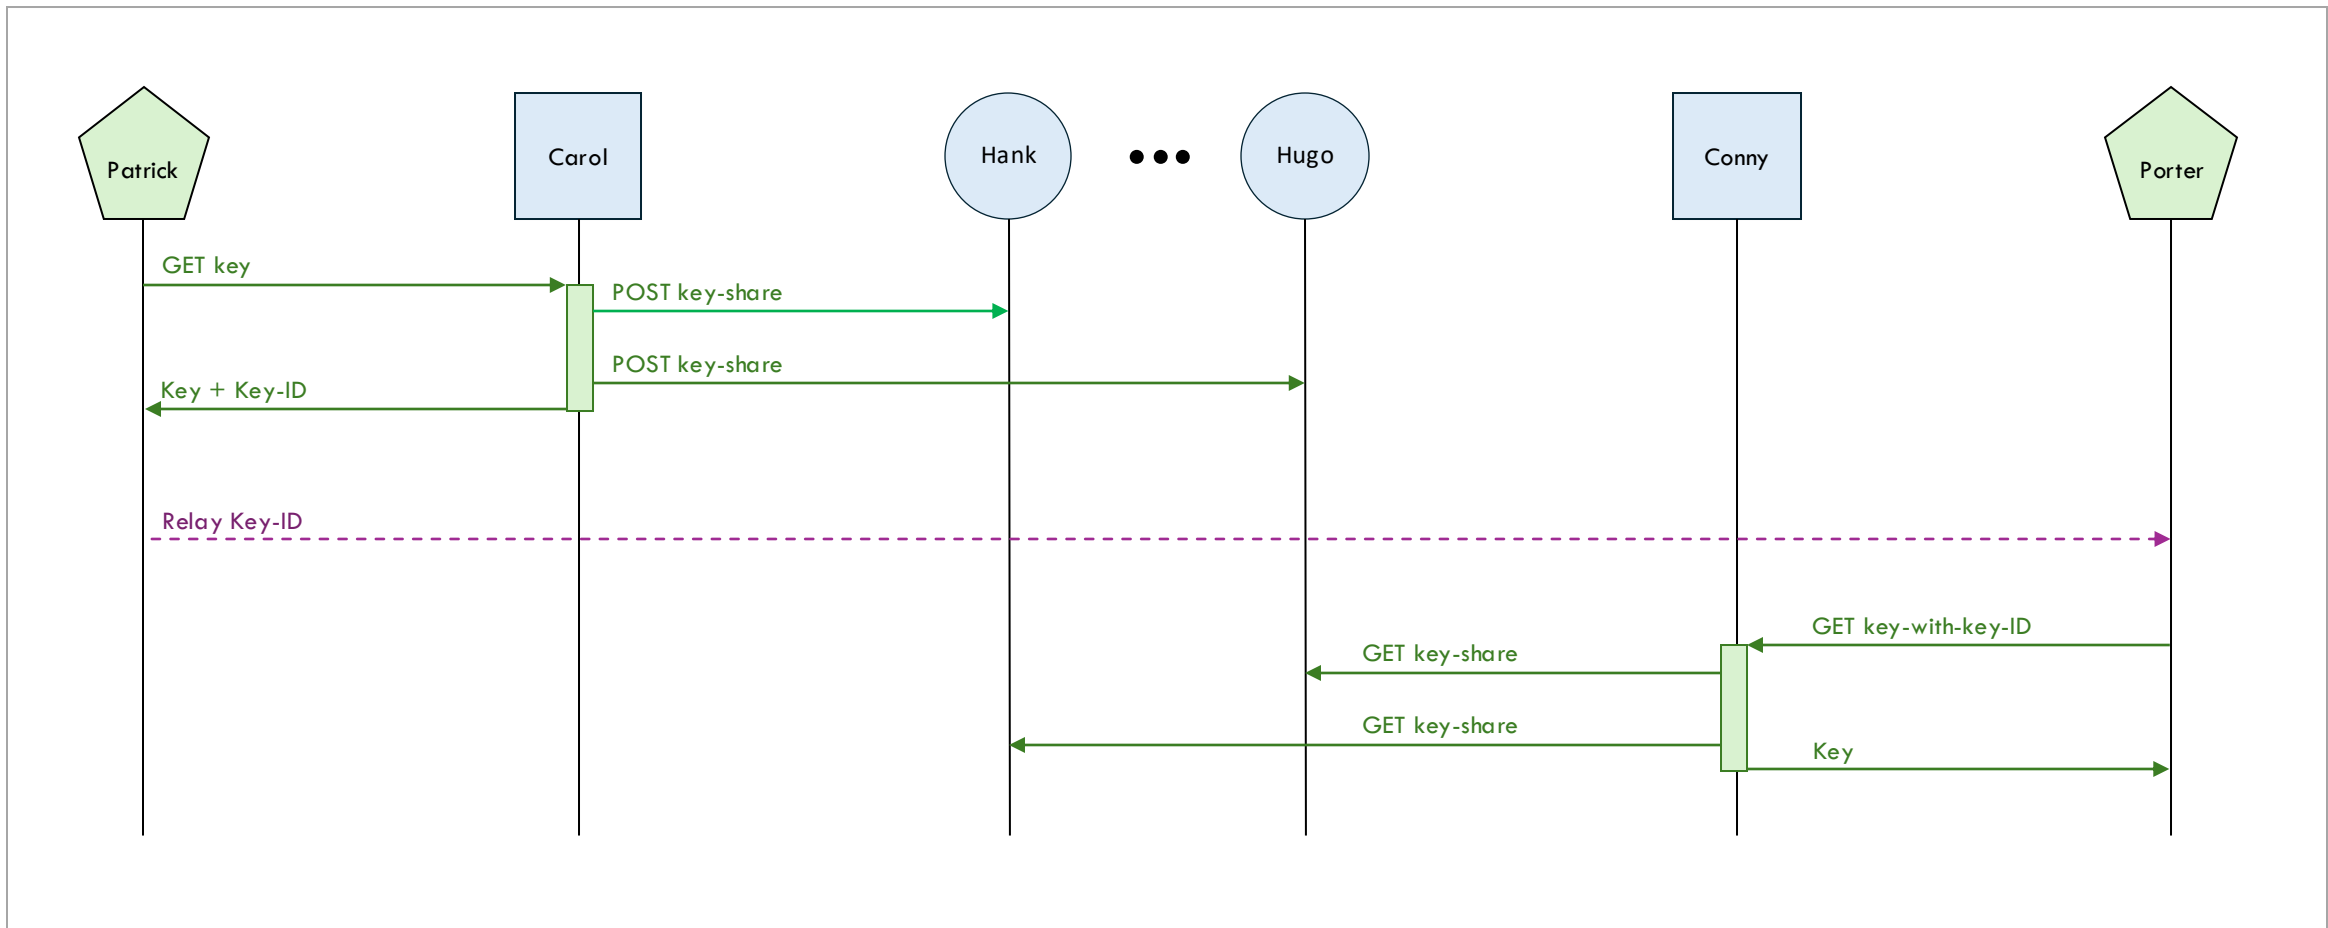 Patrick
Carol
Hank
Hugo
Conny
Porter
GET key
POST key-share
POST key-share
Key + Key-ID
Relay Key-ID
GET key-with-key-ID
GET key-share
GET key-share
Key